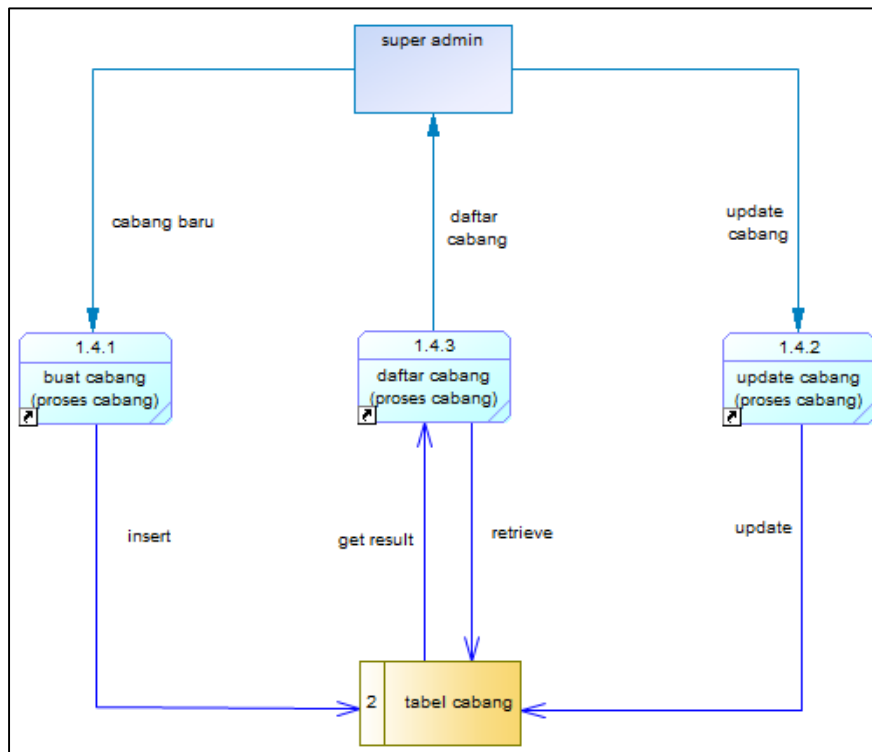 super admin
cabang baru
daftar
cabang
update
cabang
1.4.1
buat cabang
(proses cabang)
1.4.3
daftar cabang
(proses cabang)
1.4.2
update cabang
(proses cabang)
insert
get result
retrieve
update
2
tabel cabang